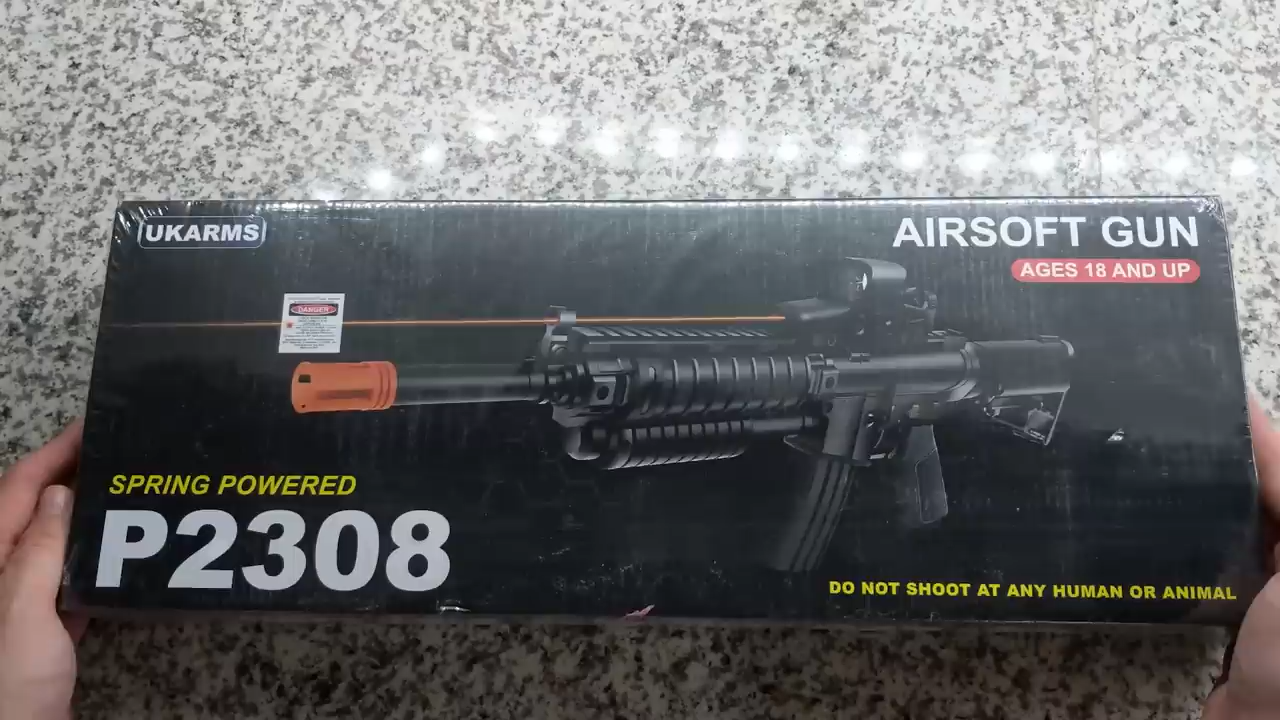 UKARMS
AIRSOFT GUN
AGES 18 AND UP
DANGER
SPRING POWERED
P2308
DO NOT SHOOT AT ANY HUMAN OR ANIMAL